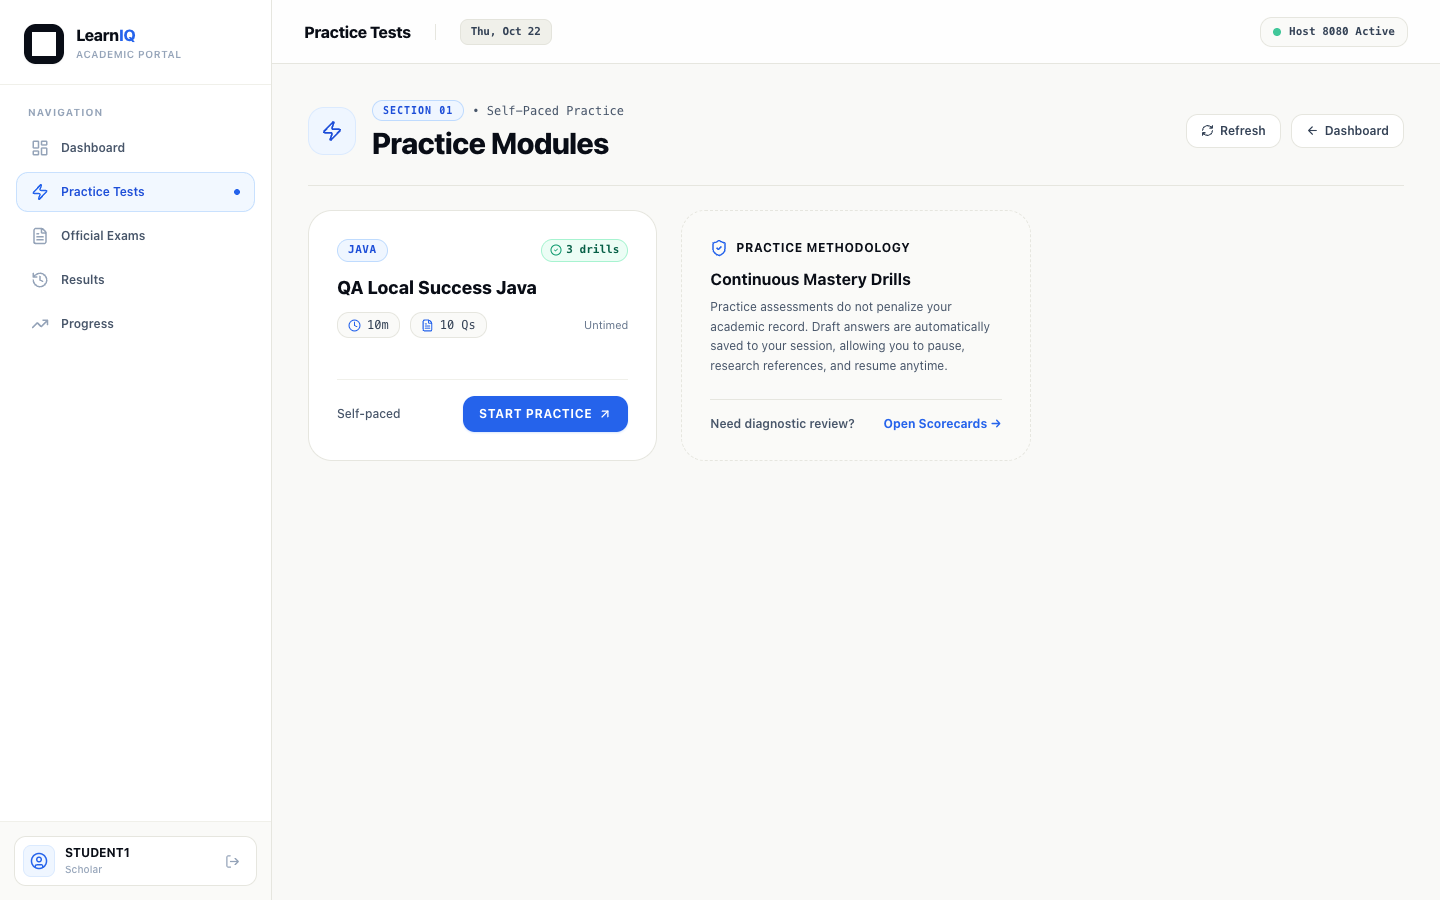 LearnIQ
ACADEMIC PORTAL
NAVIGATION
Dashboard
Practice Tests
Official Exams
Results
Progress
STUDENT1
Scholar
Practice Tests
Thu, Oct 22
Host 8080 Active
SECTION 01 • Self-Paced Practice
Practice Modules
Refresh
← Dashboard
JAVA
3 drills
QA Local Success Java
10m
10 Qs
Untimed
Self-paced
START PRACTICE ↗
PRACTICE METHODOLOGY
Continuous Mastery Drills
Practice assessments do not penalize your
academic record. Draft answers are automatically
saved to your session, allowing you to pause,
research references, and resume anytime.
Need diagnostic review?
Open Scorecards →